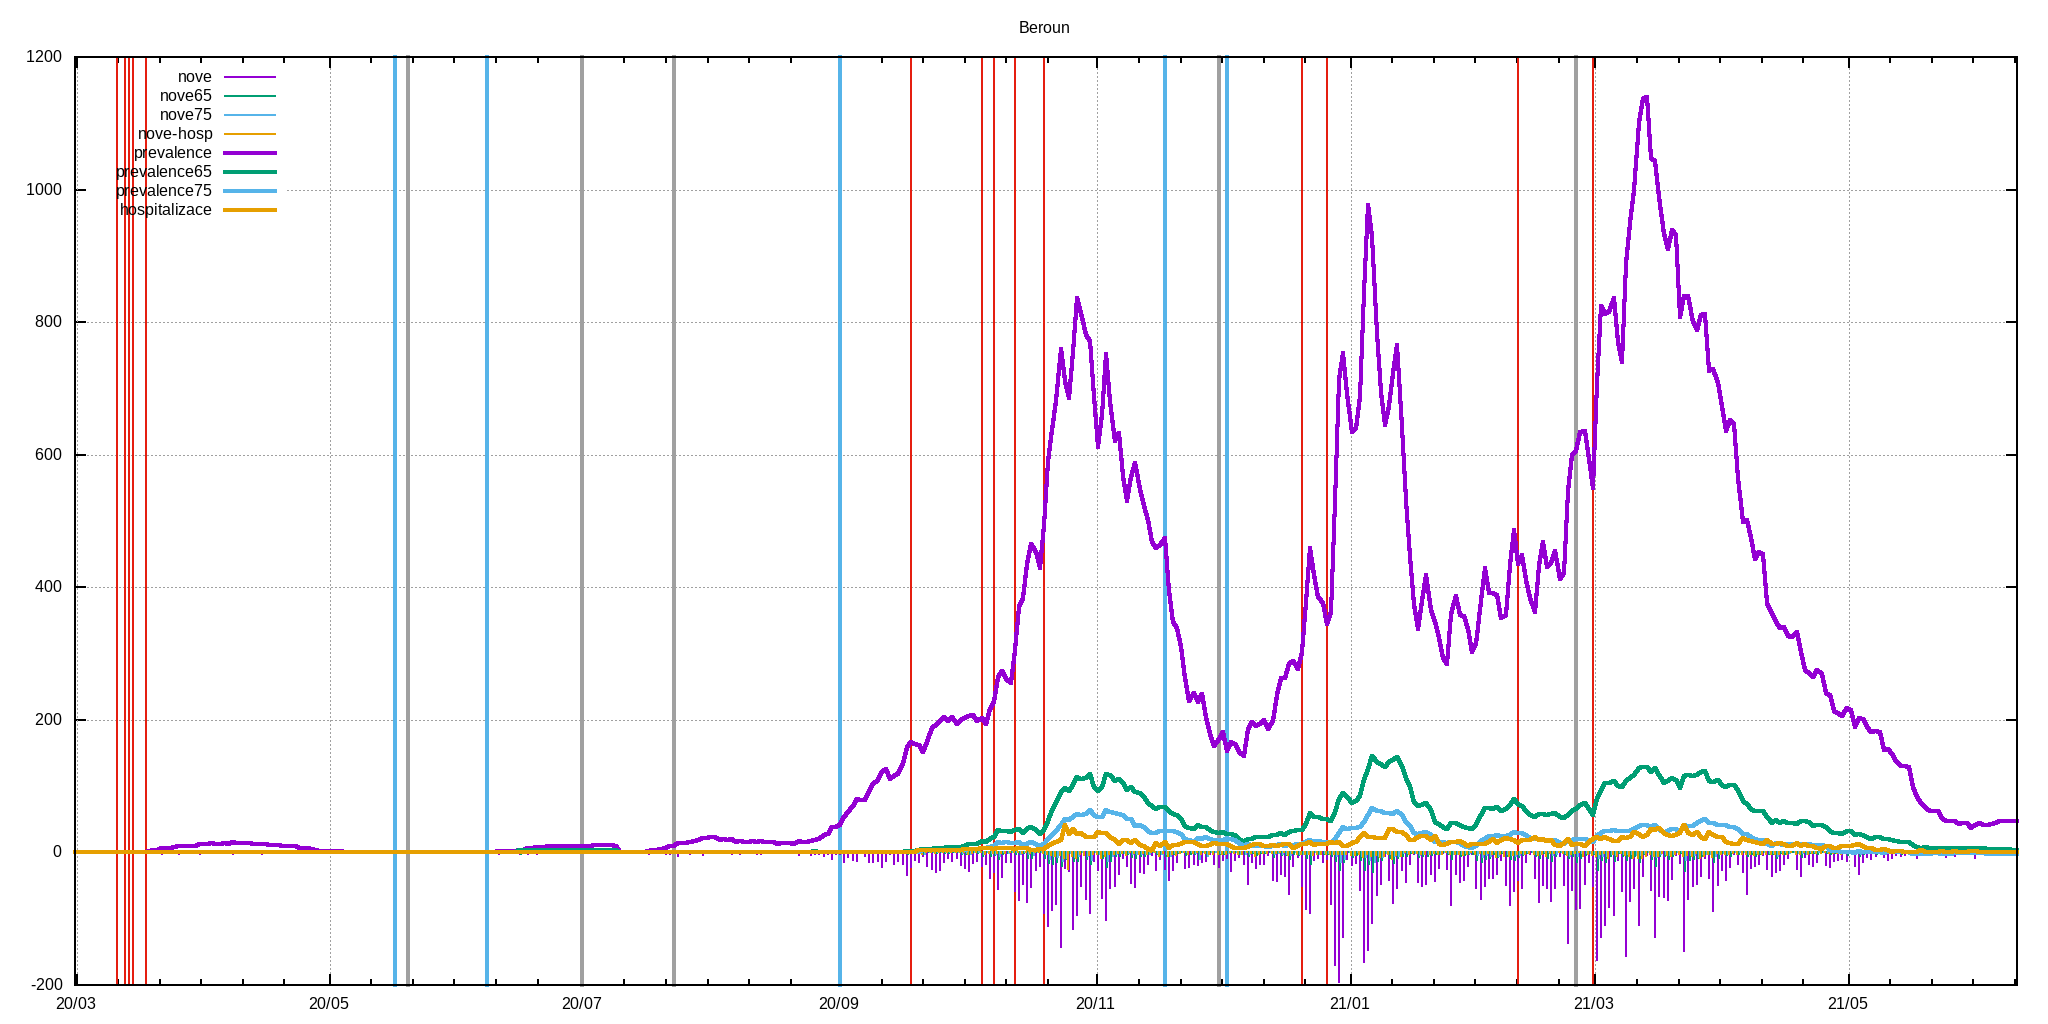 Beroun
1200
1000
800
600
400
200
0
-200
nove
nove65
nove75
nove-hosp
prevalence
prevalence65
prevalence75
hospitalizace
20/03 20/05 20/07 20/09 20/11 21/01 21/03 21/05